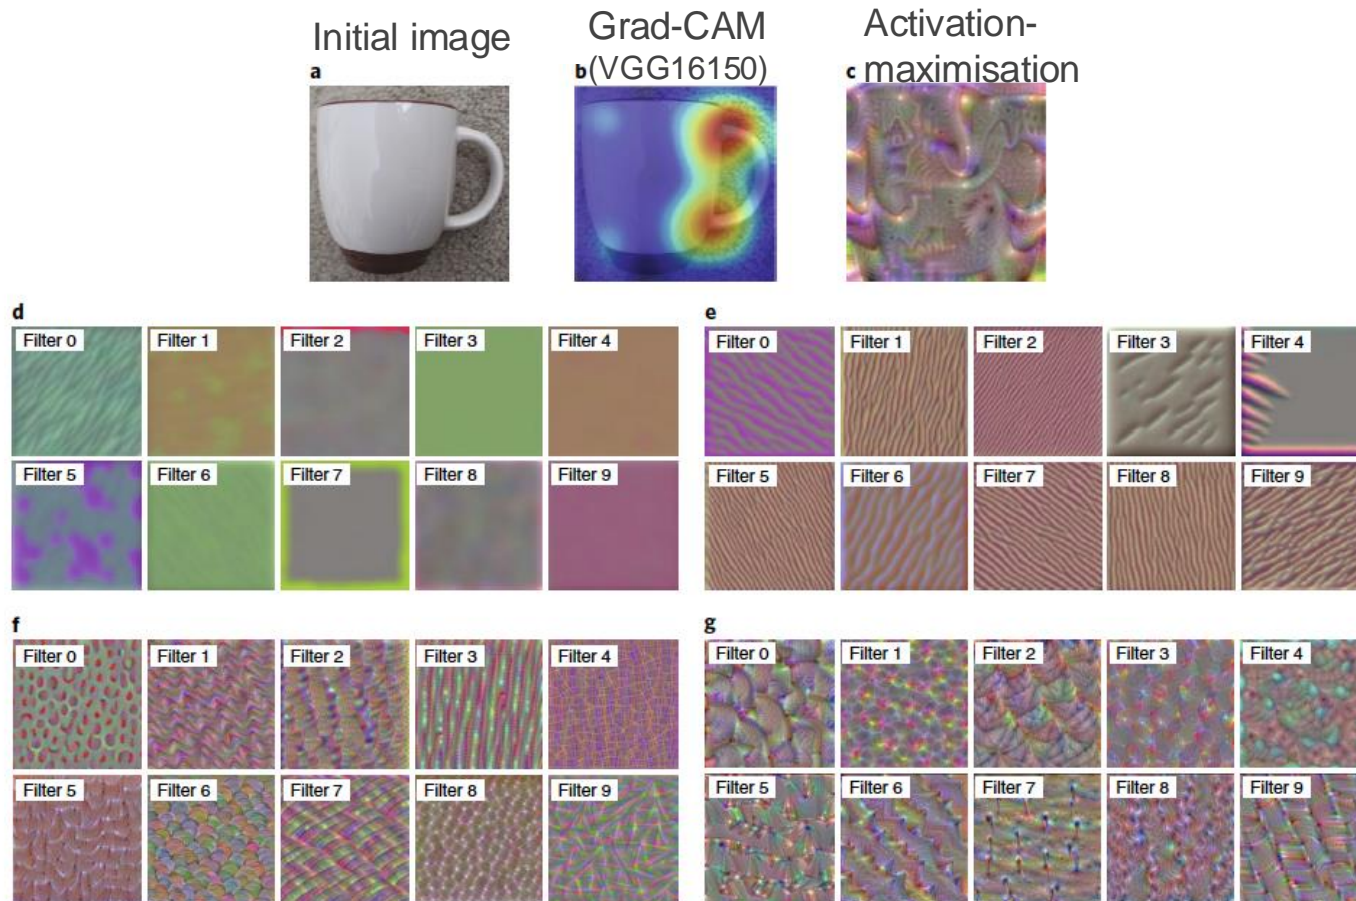 Initial image
Grad-CAM
(VGG16150)
Activation-
maximisation
a
b
c
d
Filter 0
Filter 1
Filter 2
Filter 3
Filter 4
Filter 5
Filter 6
Filter 7
Filter 8
Filter 9
e
Filter 0
Filter 1
Filter 2
Filter 3
Filter 4
Filter 5
Filter 6
Filter 7
Filter 8
Filter 9
f
Filter 0
Filter 1
Filter 2
Filter 3
Filter 4
Filter 5
Filter 6
Filter 7
Filter 8
Filter 9
g
Filter 0
Filter 1
Filter 2
Filter 3
Filter 4
Filter 5
Filter 6
Filter 7
Filter 8
Filter 9